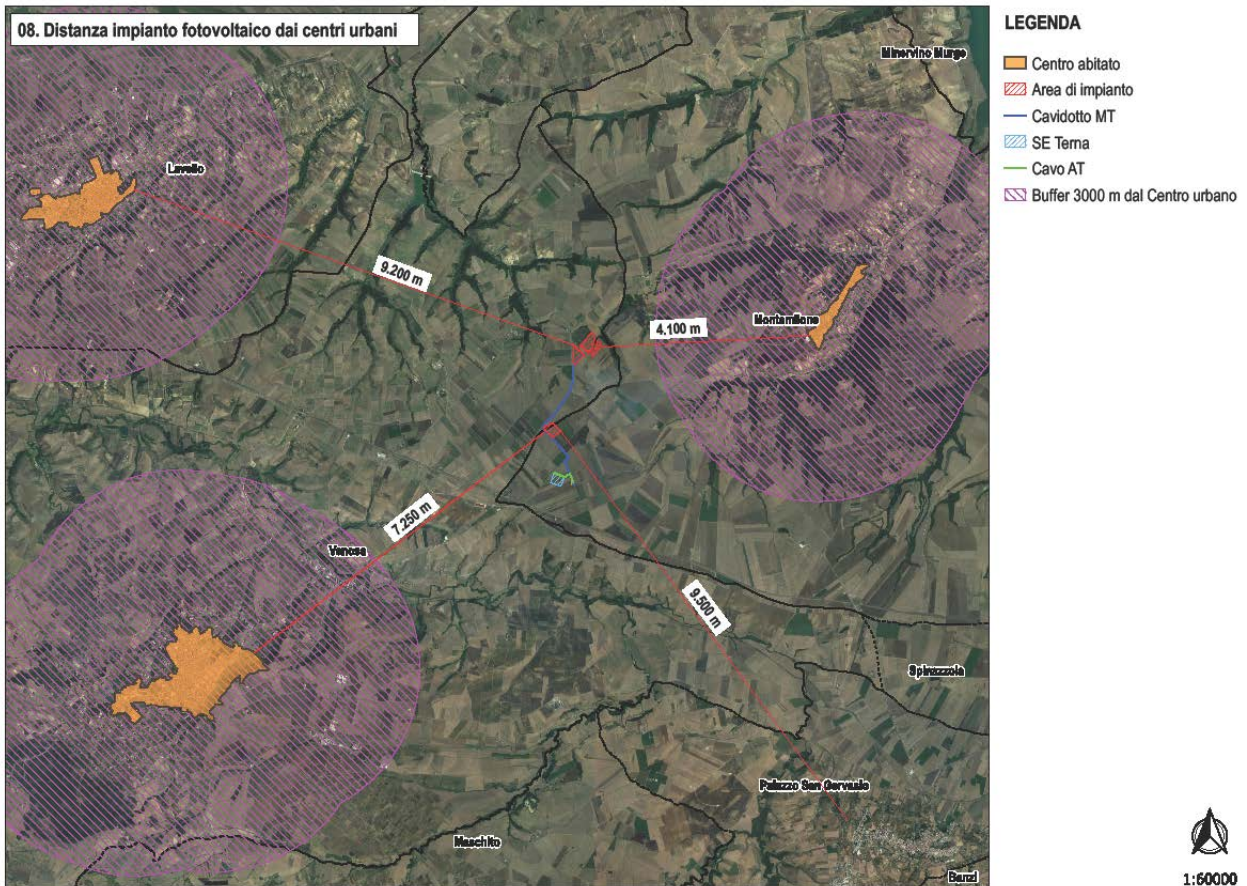 08. Distanza impianto fotovoltaico dai centri urbani
LEGENDA
Centro abitato
Area di impianto
Cavidotto MT
SE Terna
Cavo AT
Buffer 3000 m dal Centro urbano
Minervino Murge
Lavello
9.200 m
Montemilone
4.100 m
7.250 m
Venosa
9.500 m
Spinazzola
Palazzo San Gervasio
Maschito
Banzi
1:60000